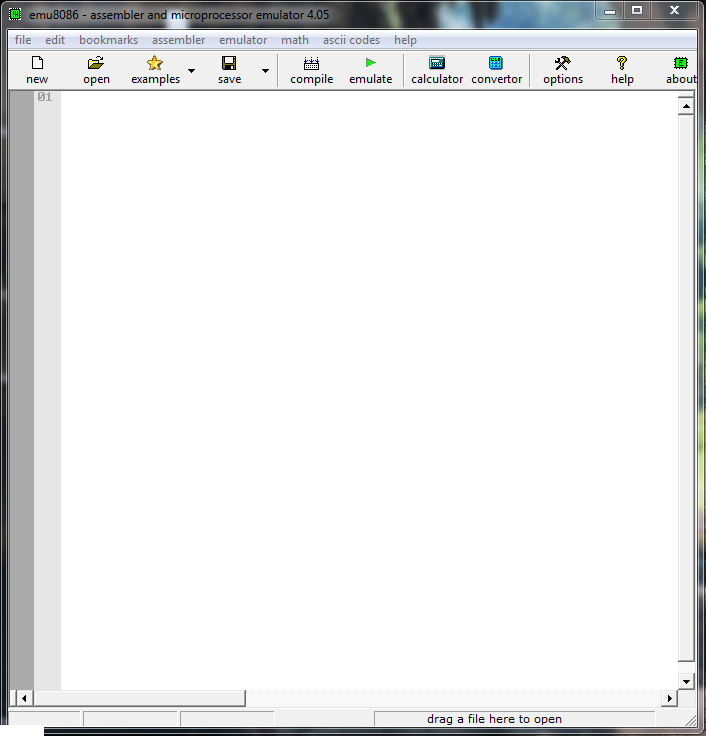 emu8086 - assembler and microprocessor emulator 4.05
file edit bookmarks assembler emulator math ascii codes help
new open examples save compile emulate calculator convertor options help about
01
drag a file here to open